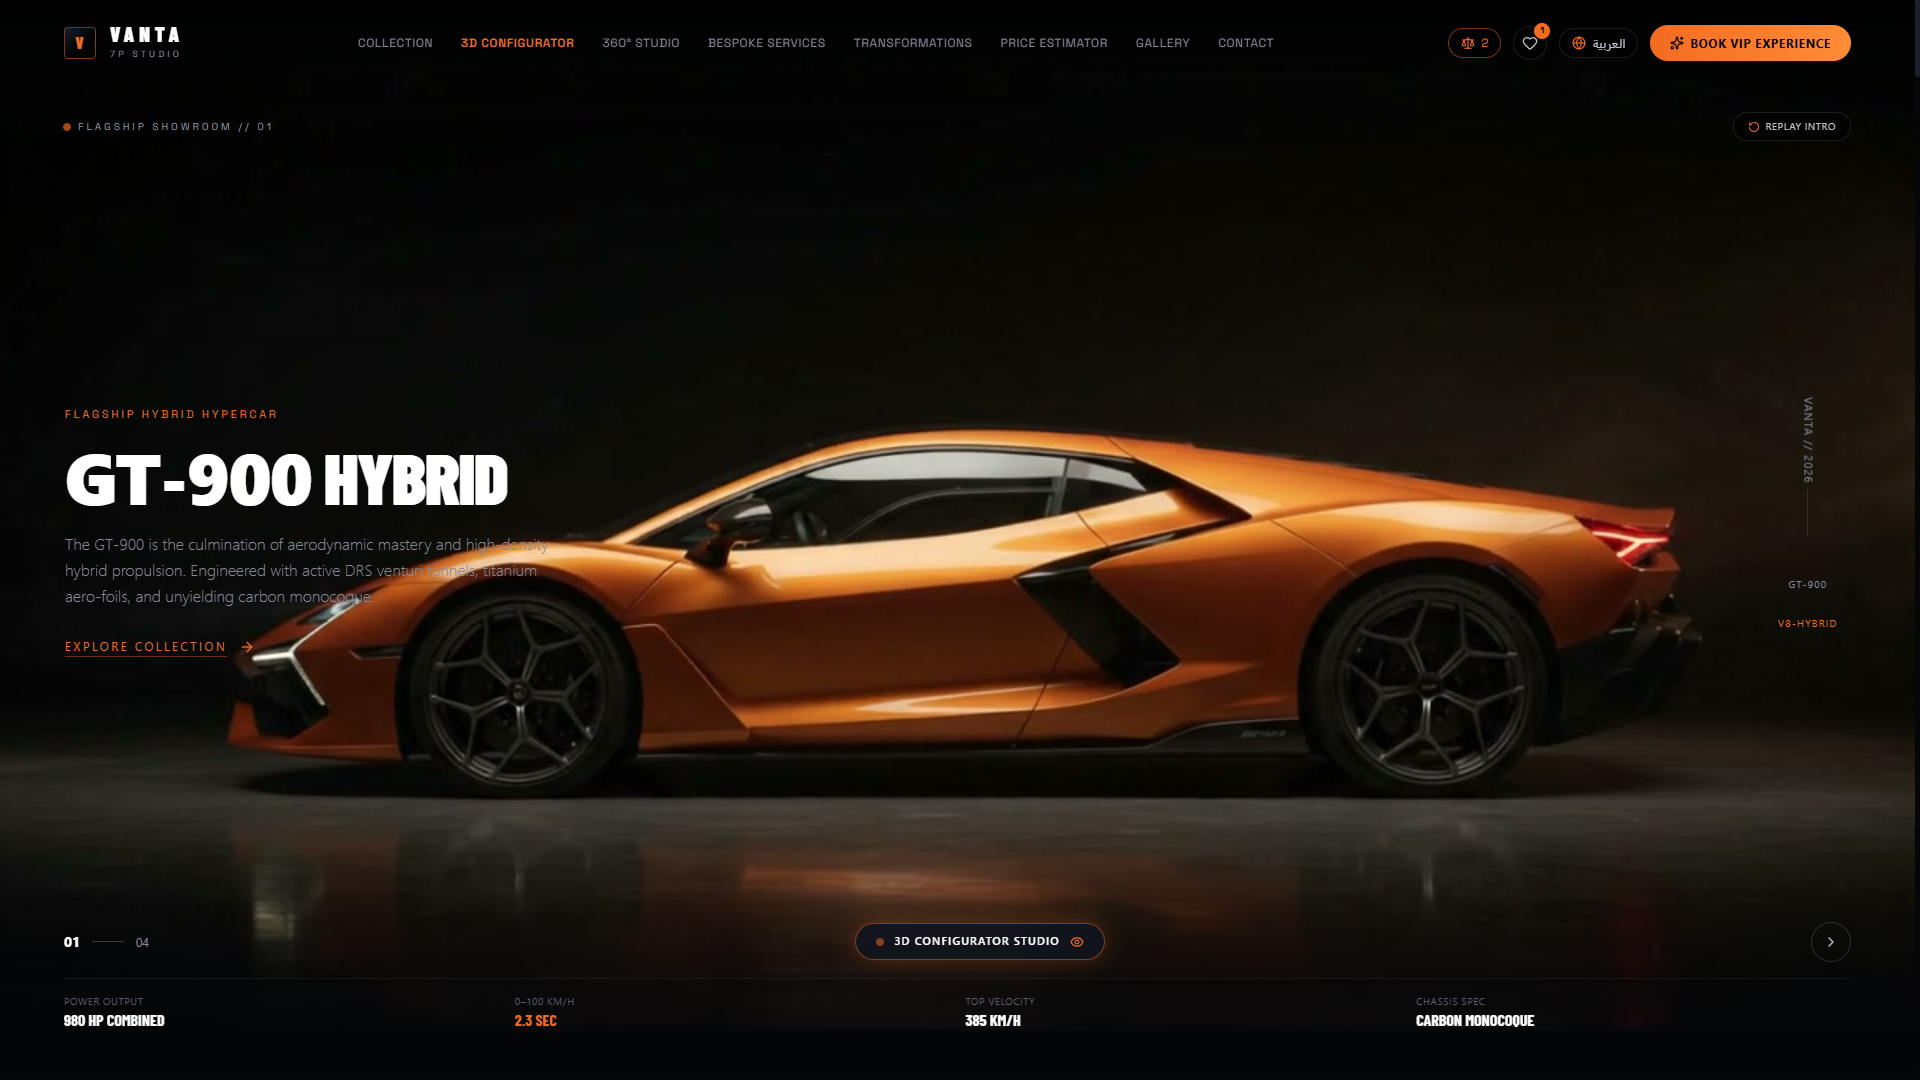 V
VANTA
7P STUDIO
COLLECTION
3D CONFIGURATOR
360° STUDIO
BESPOKE SERVICES
TRANSFORMATIONS
PRICE ESTIMATOR
GALLERY
CONTACT
2
1
العربية
BOOK VIP EXPERIENCE
FLAGSHIP SHOWROOM // 01
REPLAY INTRO
FLAGSHIP HYBRID HYPERCAR
GT-900 HYBRID
The GT-900 is the culmination of aerodynamic mastery and high-density
hybrid propulsion. Engineered with active DRS venturi tunnels, titanium
aero-foils, and unyielding carbon monocoque.
EXPLORE COLLECTION
VANTA // 2026
GT-900
V8-HYBRID
01
04
3D CONFIGURATOR STUDIO
POWER OUTPUT
980 HP COMBINED
0–100 KM/H
2.3 SEC
TOP VELOCITY
385 KM/H
CHASSIS SPEC
CARBON MONOCOQUE